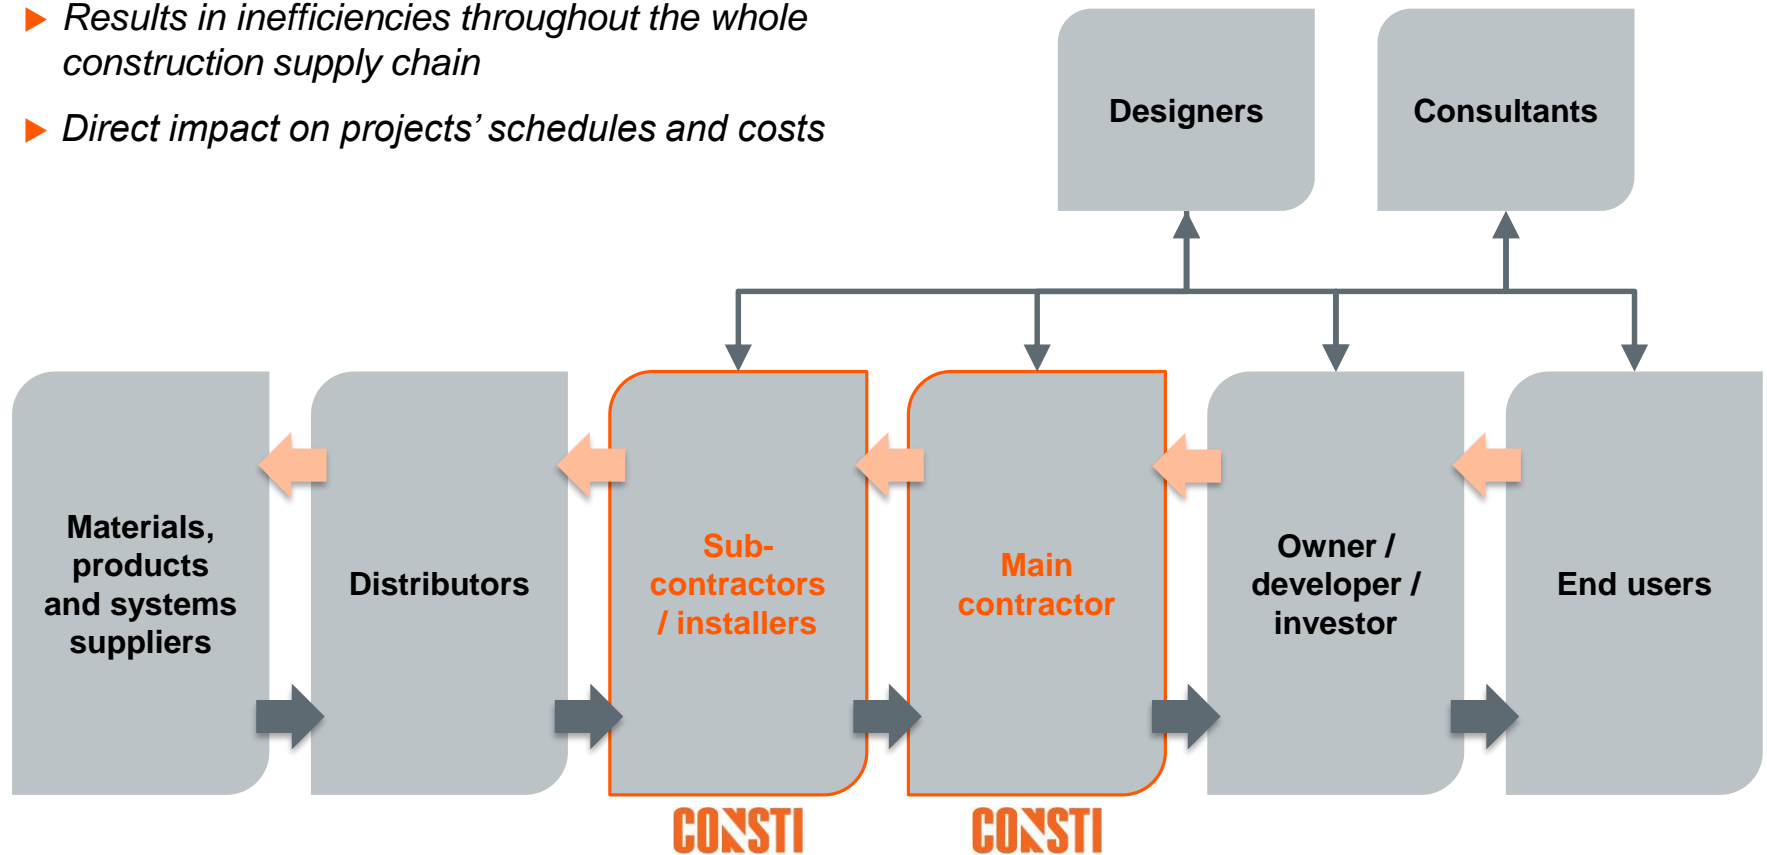 Results in inefficiencies throughout the whole
construction supply chain
Direct impact on projects’ schedules and costs
Designers
Consultants
Materials,
products
and systems
suppliers
Distributors
Sub-
contractors
/ installers
Main
contractor
Owner /
developer /
investor
End users
CONSTI
CONSTI